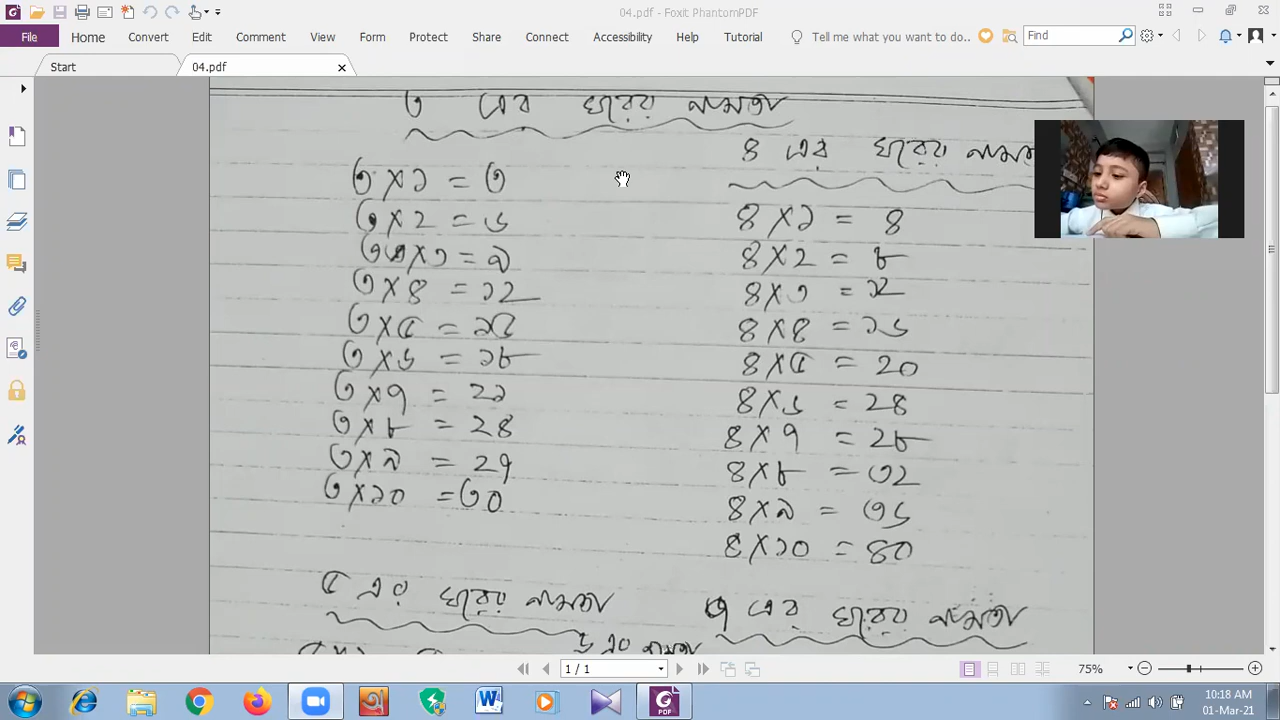 04.pdf - Foxit PhantomPDF
File Home Convert Edit Comment View Form Protect Share Connect Accessibility Help Tutorial Tell me what you want to do.. Find
Start 04.pdf
৩ এর ঘরের নামতা
৩×১ = ৩
৩×২ = ৬
৩×৩ = ৯
৩×৪ = ১২
৩×৫ = ১৫
৩×৬ = ১৮
৩×৭ = ২১
৩×৮ = ২৪
৩×৯ = ২৭
৩×১০ = ৩০
৪ এর ঘরের নামতা
৪×১ = ৪
৪×২ = ৮
৪×৩ = ১২
৪×৪ = ১৬
৪×৫ = ২০
৪×৬ = ২৪
৪×৭ = ২৮
৪×৮ = ৩২
৪×৯ = ৩৬
৪×১০ = ৪০
৫ এর ঘরের নামতা
৭ এর ঘরের নামতা
৬ এর নামতা
1 / 1
75%
10:18 AM
01-Mar-21